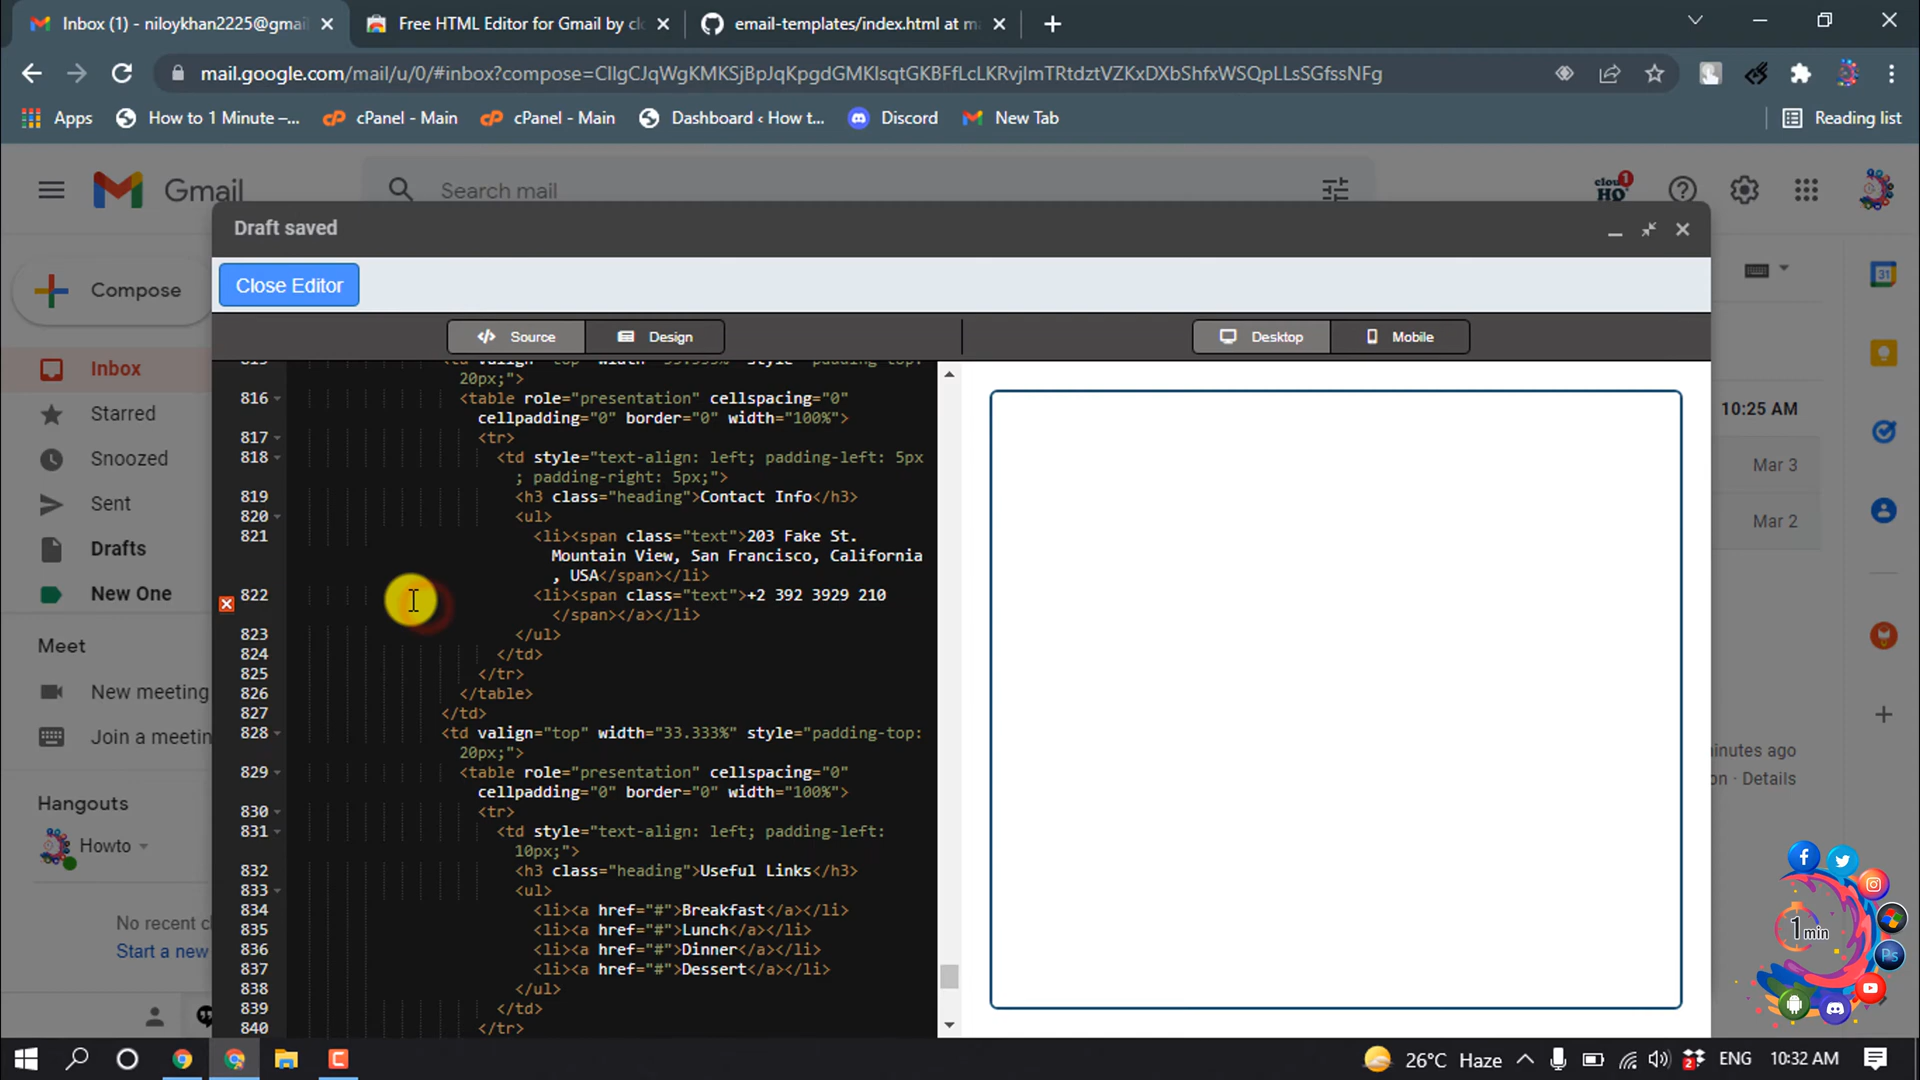 Inbox (1) - niloykhan2225@gmai
Free HTML Editor for Gmail by clo
email-templates/index.html at ma
mail.google.com/mail/u/0/#inbox?compose=CllgCJqWgKMKSjBpJqKpgdGMKlsqtGKBFfLcLKRvjlmTRtdztVZKxDXbShfxWSQpLLsSGfssNFg
Apps
How to 1 Minute –...
cPanel - Main
cPanel - Main
Dashboard ‹ How t...
Discord
New Tab
Reading list
Gmail
Search mail
cloud
HQ
1
Draft saved
Close Editor
Compose
Source
Design
Desktop
Mobile
Inbox
Starred
Snoozed
Sent
Drafts
New One
Meet
New meeting
Join a meetin
Hangouts
Howto
No recent c
Start a new
20px;">
816 <table role="presentation" cellspacing="0"
cellpadding="0" border="0" width="100%">
817 <tr>
818 <td style="text-align: left; padding-left: 5px
; padding-right: 5px;">
819 <h3 class="heading">Contact Info</h3>
820 <ul>
821 <li><span class="text">203 Fake St.
Mountain View, San Francisco, California
, USA</span></li>
822 <li><span class="text">+2 392 3929 210
</span></a></li>
823 </ul>
824 </td>
825 </tr>
826 </table>
827 </td>
828 <td valign="top" width="33.333%" style="padding-top:
20px;">
829 <table role="presentation" cellspacing="0"
cellpadding="0" border="0" width="100%">
830 <tr>
831 <td style="text-align: left; padding-left:
10px;">
832 <h3 class="heading">Useful Links</h3>
833 <ul>
834 <li><a href="#">Breakfast</a></li>
835 <li><a href="#">Lunch</a></li>
836 <li><a href="#">Dinner</a></li>
837 <li><a href="#">Dessert</a></li>
838 </ul>
839 </td>
840 </tr>
10:25 AM
Mar 3
Mar 2
minutes ago
Details
31
1 min
Ps
26°C Haze
2
ENG
10:32 AM